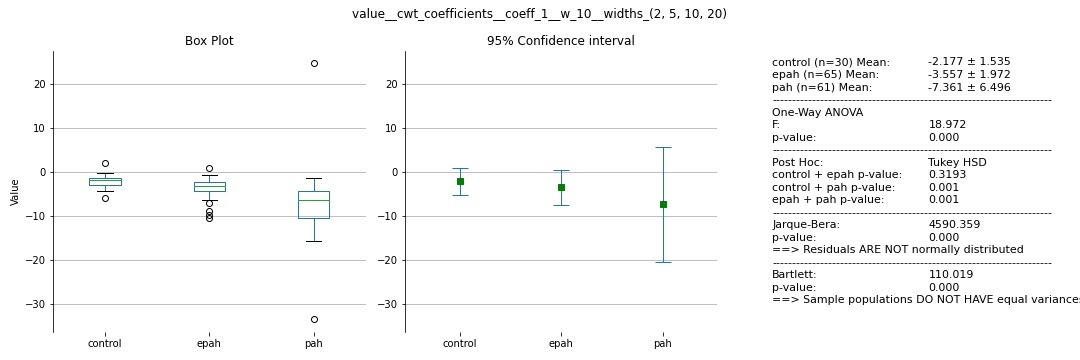 value__cwt_coefficients__coeff_1__w_10__widths_(2, 5, 10, 20)
Box Plot
20
10
0
−10
−20
−30
Value
control epah pah
95% Confidence interval
20
10
0
−10
−20
−30
control epah pah
control (n=30) Mean: -2.177 ± 1.535
epah (n=65) Mean: -3.557 ± 1.972
pah (n=61) Mean: -7.361 ± 6.496
One-Way ANOVA
F: 18.972
p-value: 0.000
Post Hoc: Tukey HSD
control + epah p-value: 0.3193
control + pah p-value: 0.001
epah + pah p-value: 0.001
Jarque-Bera: 4590.359
p-value: 0.000
==> Residuals ARE NOT normally distributed
Bartlett: 110.019
p-value: 0.000
==> Sample populations DO NOT HAVE equal variances